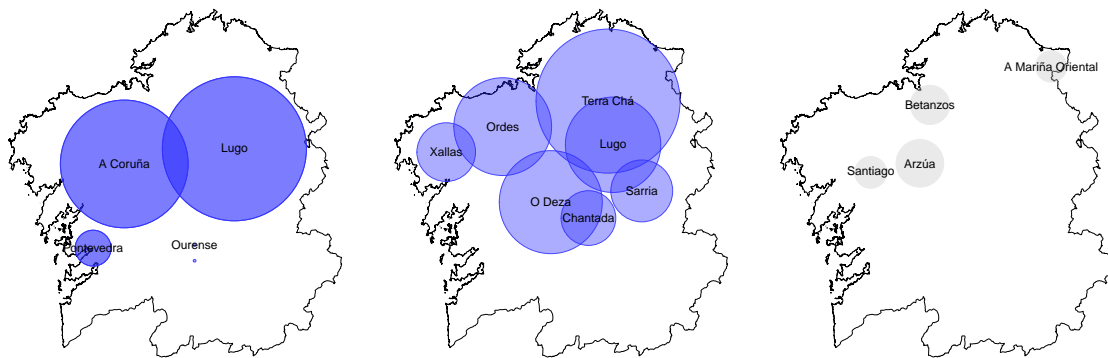 A Coruña
Lugo
Pontevedra
Ourense
Terra Chá
Ordes
Lugo
Xallas
Sarria
O Deza
Chantada
A Mariña Oriental
Betanzos
Arzúa
Santiago